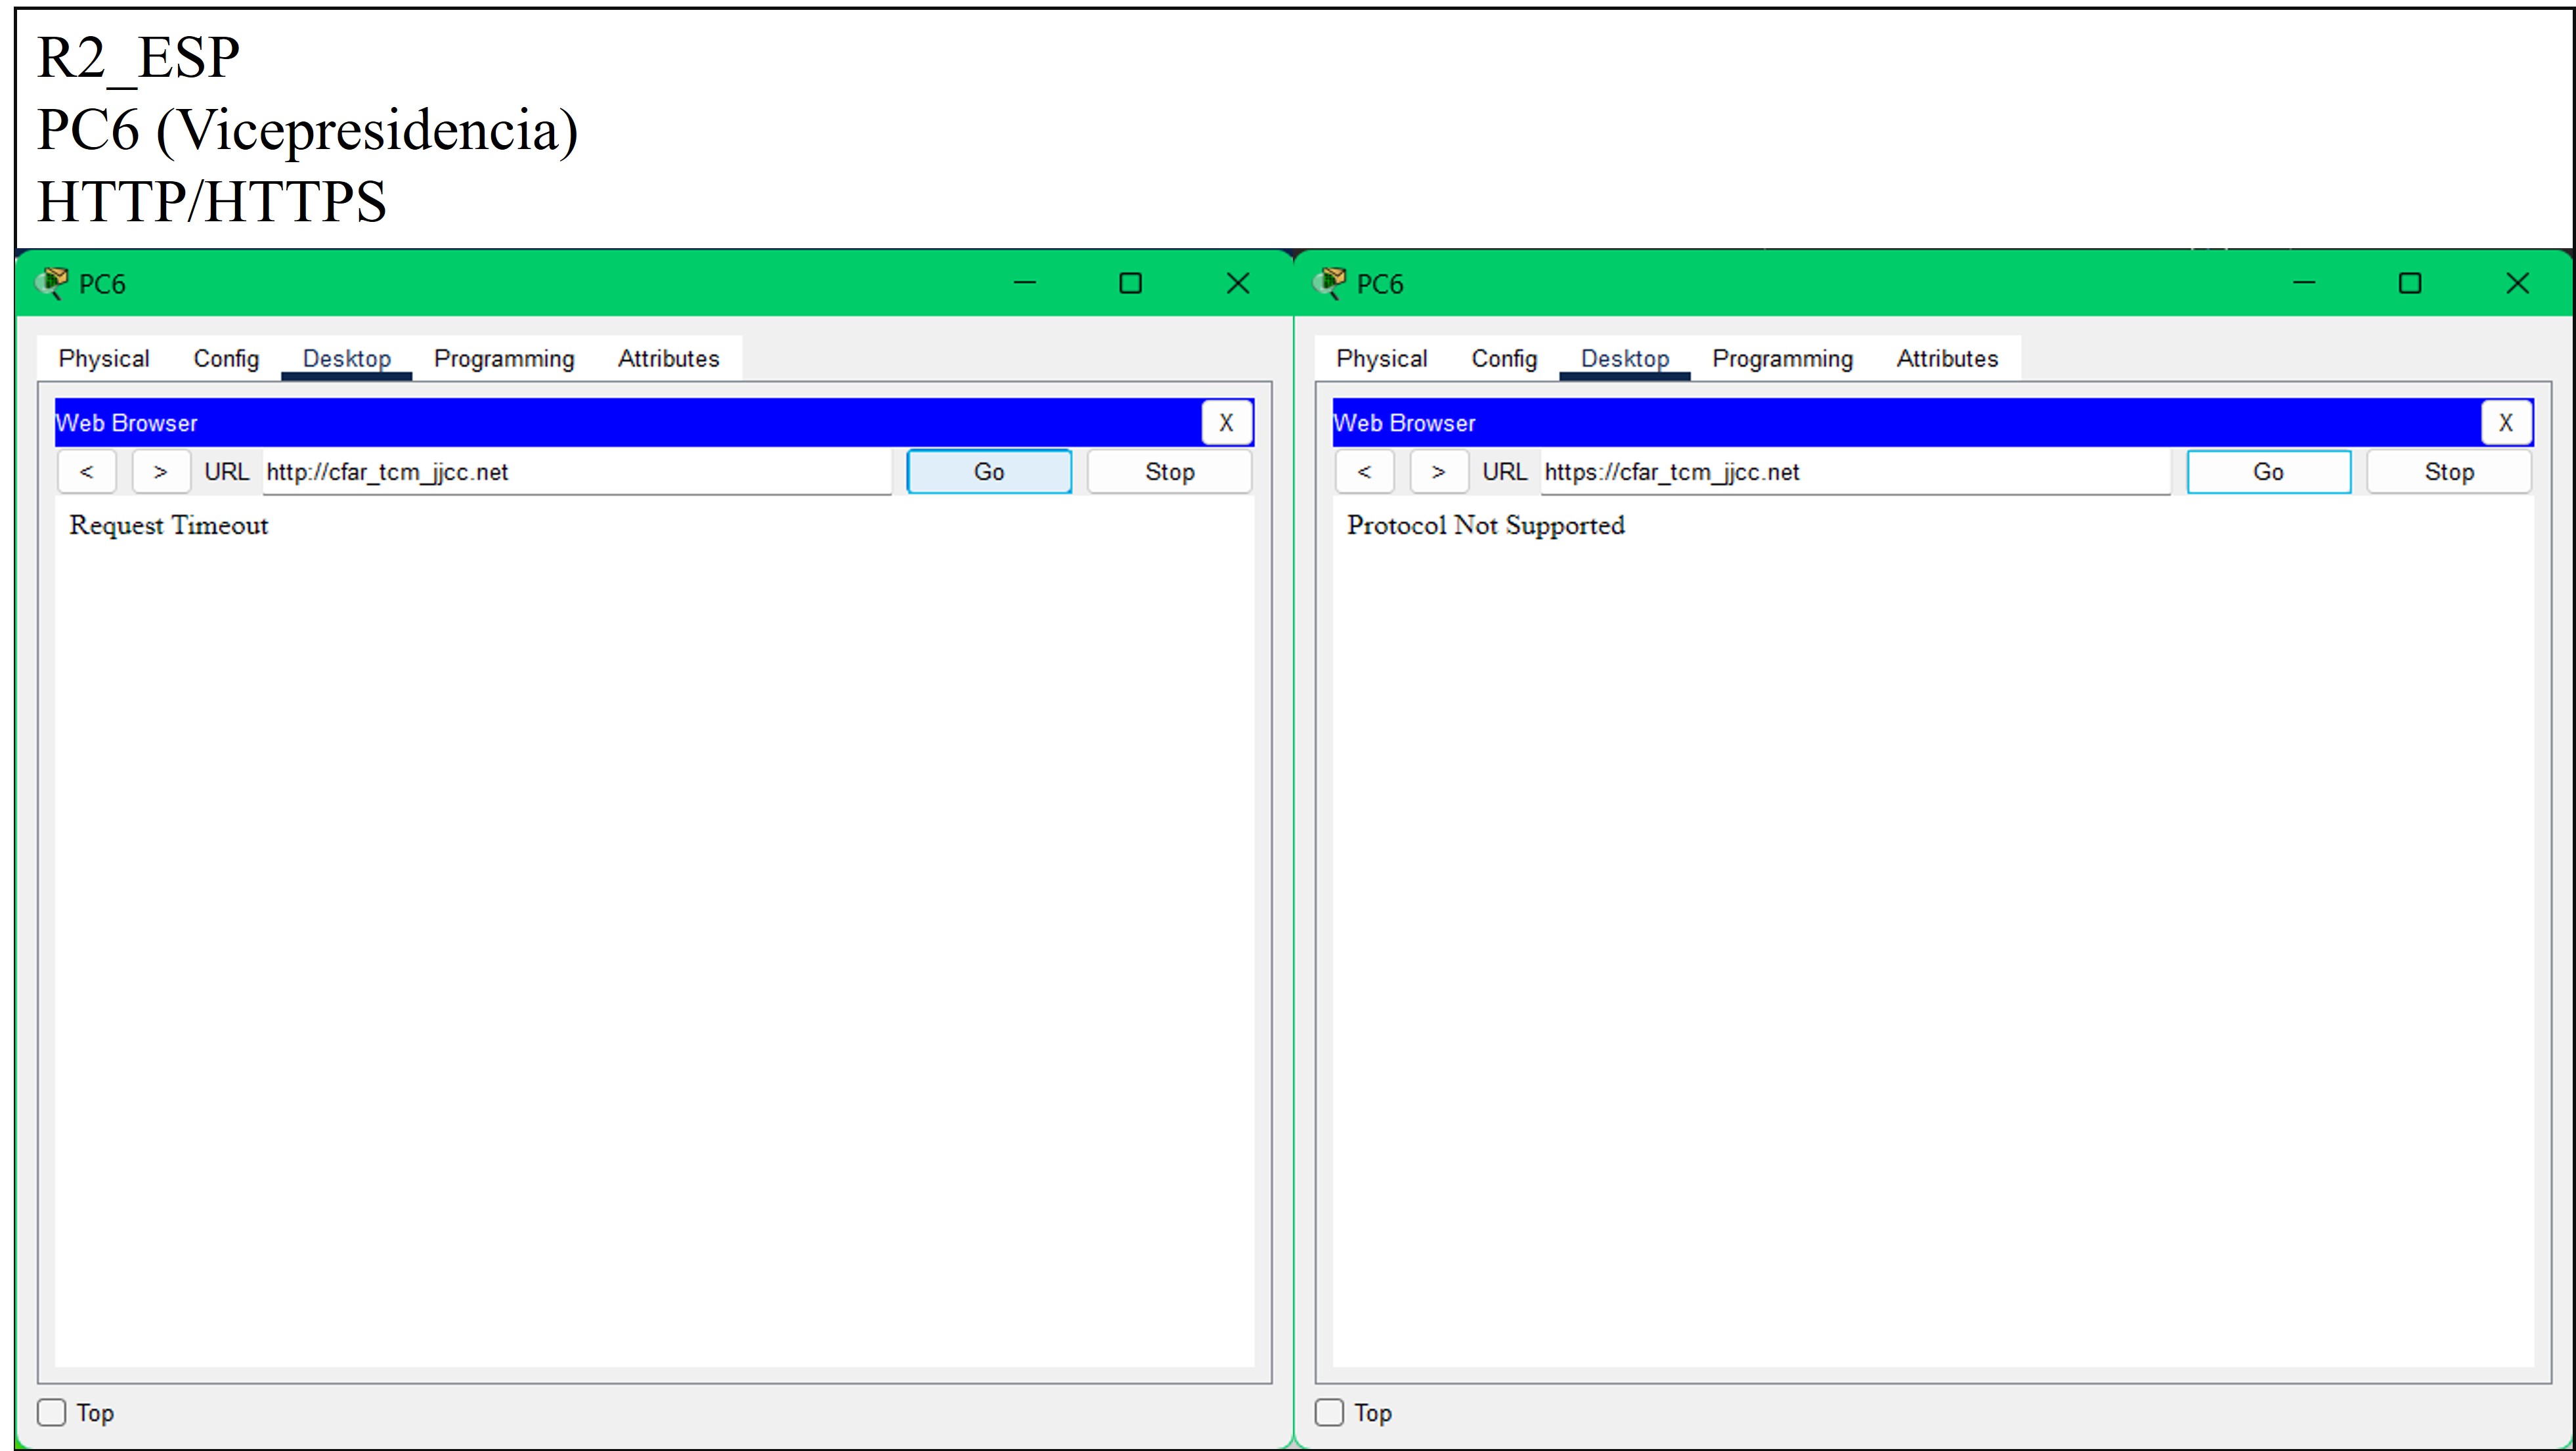 R2_ESP
PC6 (Vicepresidencia)
HTTP/HTTPS
PC6
Physical Config Desktop Programming Attributes
Web Browser X
< > URL http://cfar_tcm_jjcc.net Go Stop
Request Timeout
Top
PC6
Physical Config Desktop Programming Attributes
Web Browser X
< > URL https://cfar_tcm_jjcc.net Go Stop
Protocol Not Supported
Top